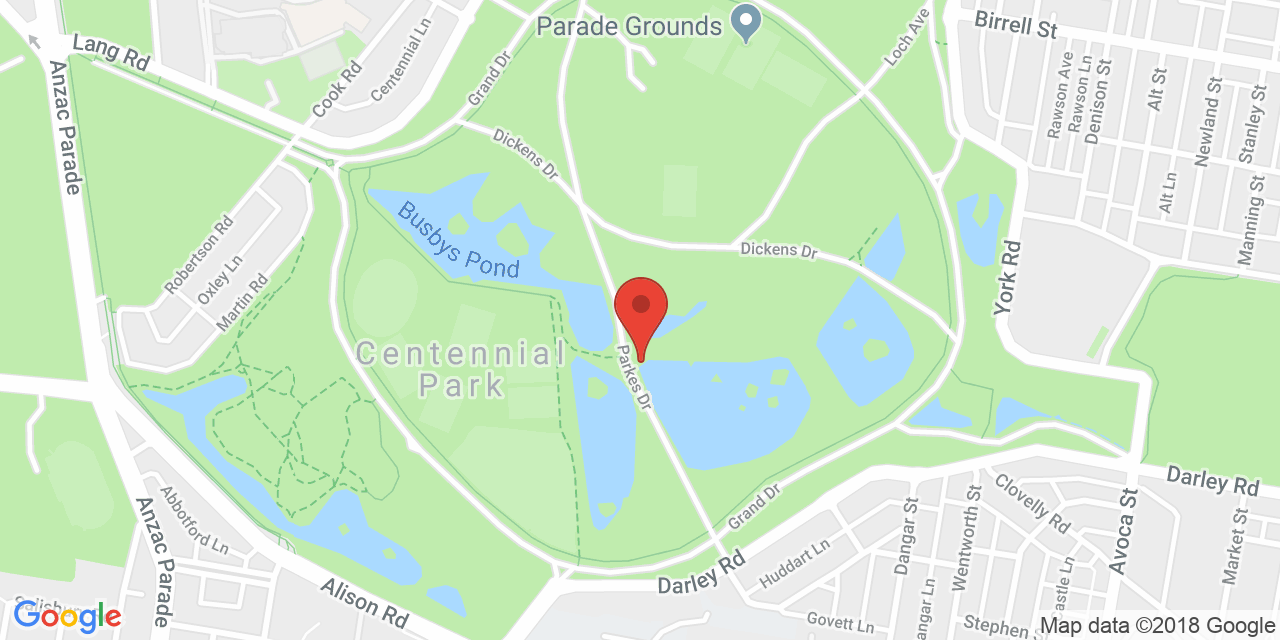 Parade Grounds
Birrell St
Lang Rd
Anzac Parade
Cook Rd
Centennial Ln
Grand Dr
Loch Ave
Rawson Ave
Rawson Ln
Denison St
Alt St
Newland St
Stanley St
Dickens Dr
Alt Ln
Manning St
Busbys Pond
Robertson Rd
Oxley Ln
Martin Rd
Dickens Dr
York Rd
Centennial
Park
Parkes Dr
Darley Rd
Abbotford Ln
Anzac Parade
Alison Rd
Grand Dr
Darley Rd
Huddart Ln
Govett Ln
Dangar St
Wentworth St
Clovelly Rd
Avoca St
Market St
Castle Ln
Stephen S
Google
Map data ©2018 Google